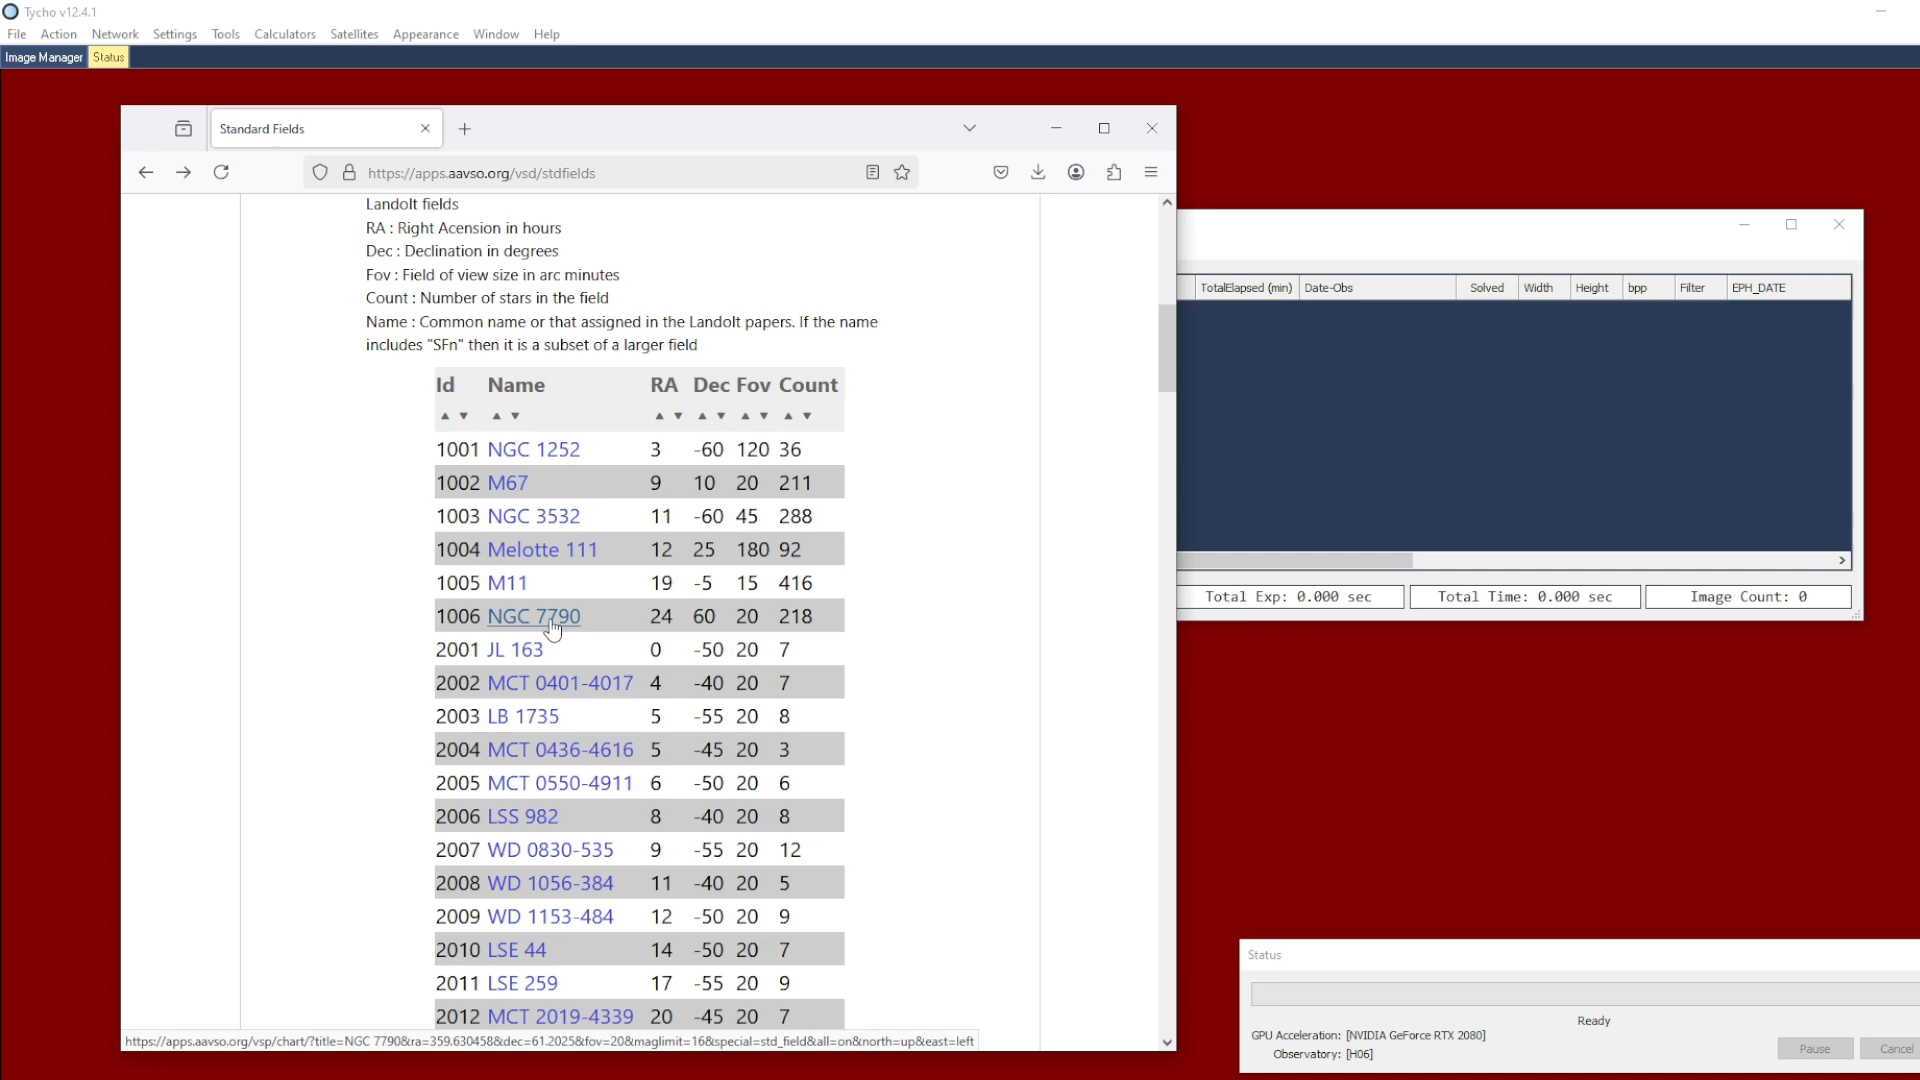 Tycho v12.4.1
File Action Network Settings Tools Calculators Satellites Appearance Window Help
Image Manager Status
Standard Fields
https://apps.aavso.org/vsd/stdfields
Landolt fields
RA : Right Acension in hours
Dec : Declination in degrees
Fov : Field of view size in arc minutes
Count : Number of stars in the field
Name : Common name or that assigned in the Landolt papers. If the name
includes "SFn" then it is a subset of a larger field
Id Name RA Dec Fov Count
1001 NGC 1252 3 -60 120 36
1002 M67 9 10 20 211
1003 NGC 3532 11 -60 45 288
1004 Melotte 111 12 25 180 92
1005 M11 19 -5 15 416
1006 NGC 7790 24 60 20 218
2001 JL 163 0 -50 20 7
2002 MCT 0401-4017 4 -40 20 7
2003 LB 1735 5 -55 20 8
2004 MCT 0436-4616 5 -45 20 3
2005 MCT 0550-4911 6 -50 20 6
2006 LSS 982 8 -40 20 8
2007 WD 0830-535 9 -55 20 12
2008 WD 1056-384 11 -40 20 5
2009 WD 1153-484 12 -50 20 9
2010 LSE 44 14 -50 20 7
2011 LSE 259 17 -55 20 9
2012 MCT 2019-4339 20 -45 20 7
https://apps.aavso.org/vsp/chart/?title=NGC 7790&ra=359.630458&dec=61.2025&fov=20&maglimit=16&special=std_field&all=on&north=up&east=left
TotalElapsed (min) Date-Obs Solved Width Height bpp Filter EPH_DATE
Total Exp: 0.000 sec Total Time: 0.000 sec Image Count: 0
Status
Ready
GPU Acceleration: [NVIDIA GeForce RTX 2080]
Observatory: [H06]
Pause Cancel